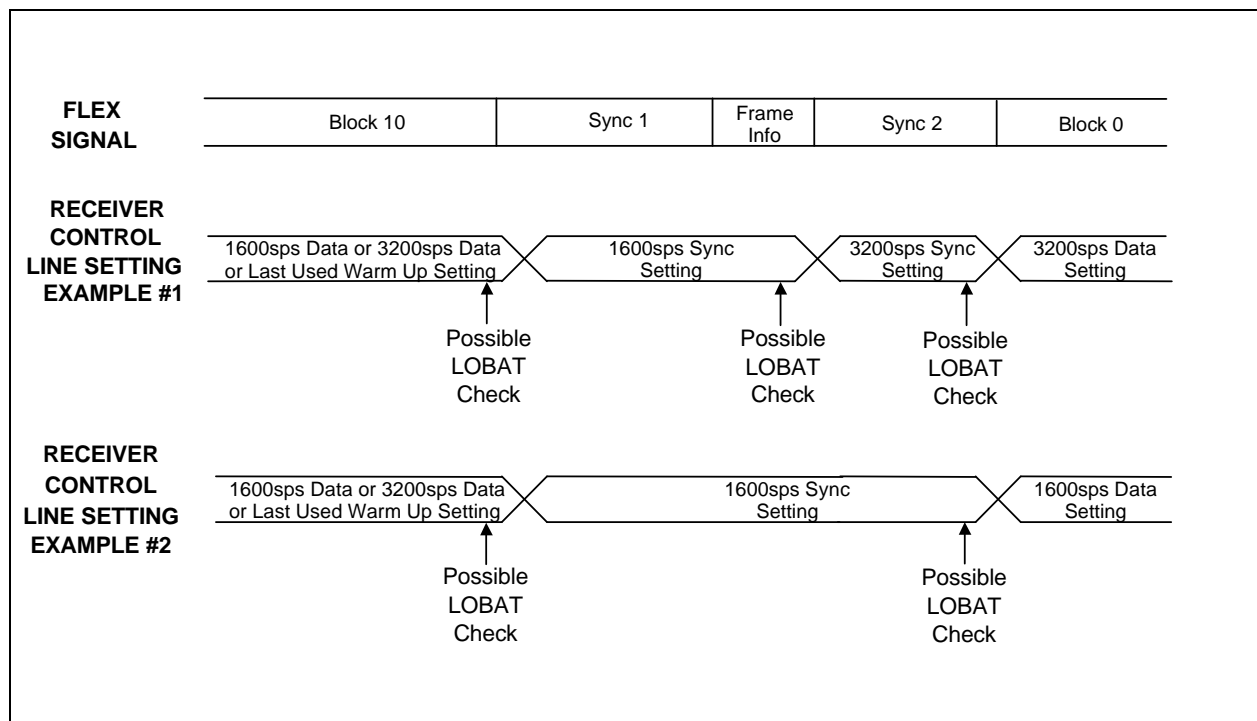 FLEX
SIGNAL
Block 10
Sync 1
Frame
Info
Sync 2
Block 0
RECEIVER
CONTROL
LINE SETTING
EXAMPLE #1
1600sps Data or 3200sps Data
or Last Used Warm Up Setting
1600sps Sync
Setting
3200sps Sync
Setting
3200sps Data
Setting
Possible
LOBAT
Check
Possible
LOBAT
Check
Possible
LOBAT
Check
RECEIVER
CONTROL
LINE SETTING
EXAMPLE #2
1600sps Data or 3200sps Data
or Last Used Warm Up Setting
1600sps Sync
Setting
1600sps Data
Setting
Possible
LOBAT
Check
Possible
LOBAT
Check